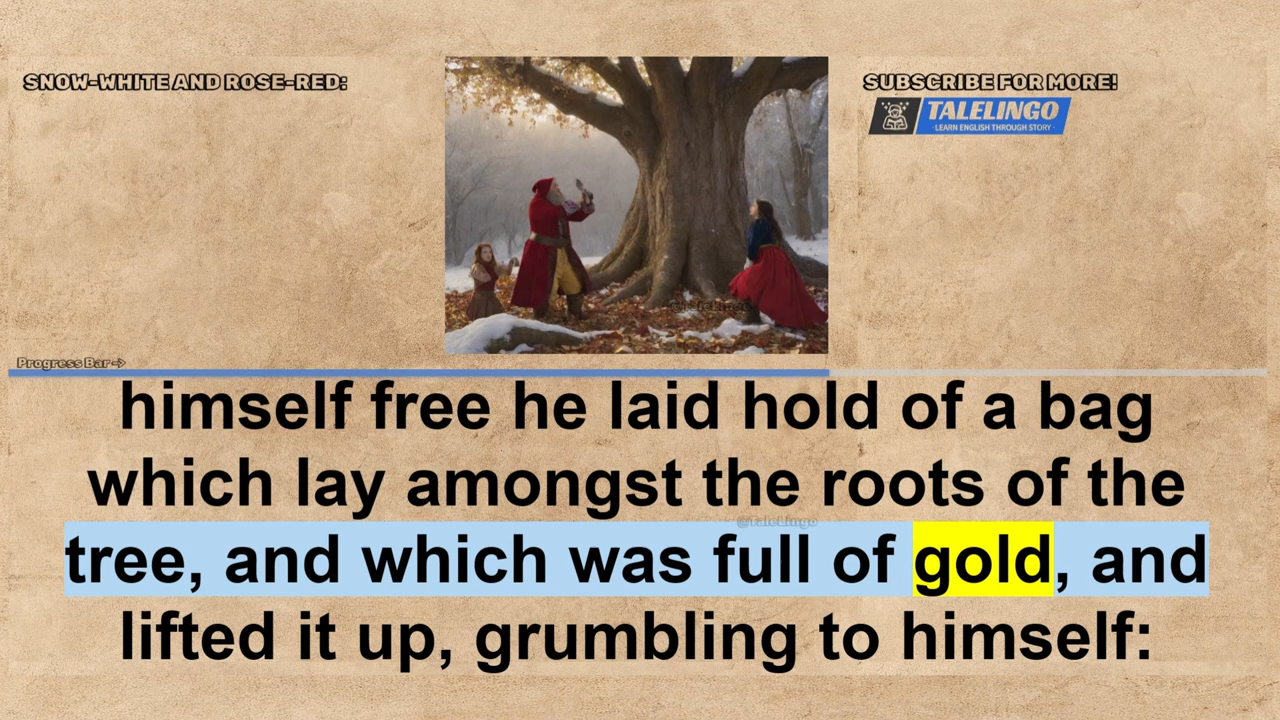 SNOW-WHITE AND ROSE-RED:
SUBSCRIBE FOR MORE!
TALELINGO
· LEARN ENGLISH THROUGH STORY ·
@TaleLingo
Progress Bar->
himself free he laid hold of a bag
which lay amongst the roots of the
@TaleLingo
tree, and which was full of gold, and
lifted it up, grumbling to himself: